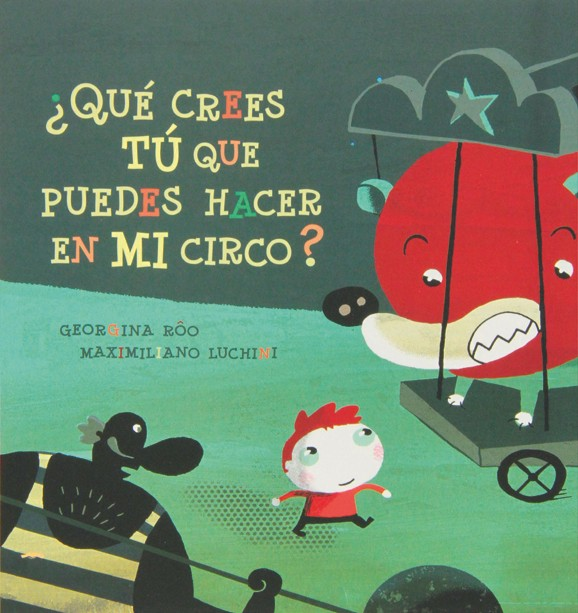 ¿QUÉ CREES
TÚ QUE
PUEDES HACER
EN MI CIRCO?
GEORGINA RÔO
MAXIMILIANO LUCHINI